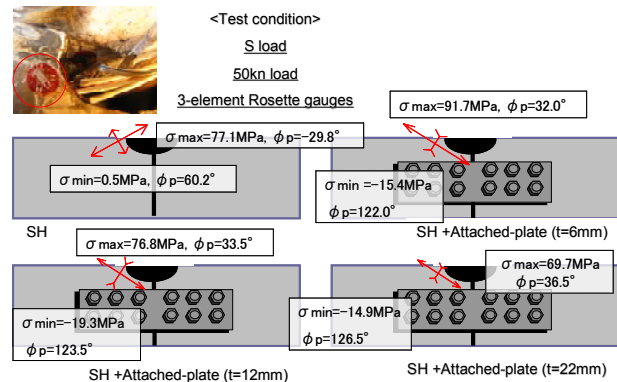 <Test condition>
S load
50kn load
3-element Rosette gauges
σmax=77.1MPa, φp=−29.8°
σmin=0.5MPa, φp=60.2°
SH
σmax=91.7MPa, φp=32.0°
σmin =−15.4MPa
φp=122.0°
SH +Attached-plate (t=6mm)
σmax=76.8MPa, φp=33.5°
σmin=−19.3MPa
φp=123.5°
SH +Attached-plate (t=12mm)
σmax=69.7MPa
φp=36.5°
σmin=−14.9MPa
φp=126.5°
SH +Attached-plate (t=22mm)